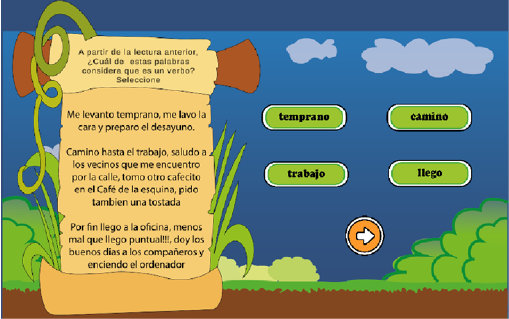 A partir de la lectura anterior,
¿Cuál de estas palabras
considera que es un verbo?
Seleccione
Me levanto temprano, me lavo la
cara y preparo el desayuno.
Camino hasta el trabajo, saludo a
los vecinos que me encuentro
por la calle, tomo otro cafecito
en el Café de la esquina, pido
tambien una tostada
Por fin llego a la oficina, menos
mal que llego puntual!!!, doy los
buenos dias a los compañeros y
enciendo el ordenador
temprano
camino
trabajo
llego